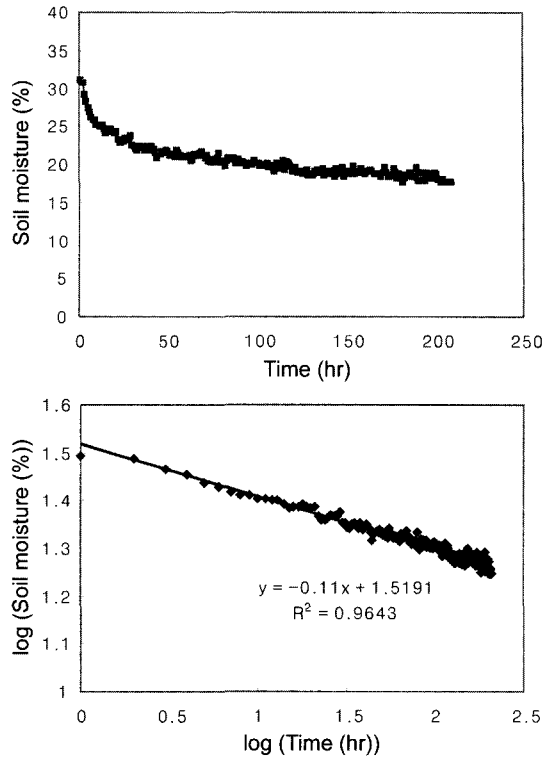 40
35
30
25
20
15
10
5
0
Soil moisture (%)
0 50 100 150 200 250
Time (hr)
1.6
1.5
1.4
1.3
1.2
1.1
1
log (Soil moisture (%))
y = −0.11x + 1.5191
R² = 0.9643
0 0.5 1 1.5 2 2.5
log (Time (hr))